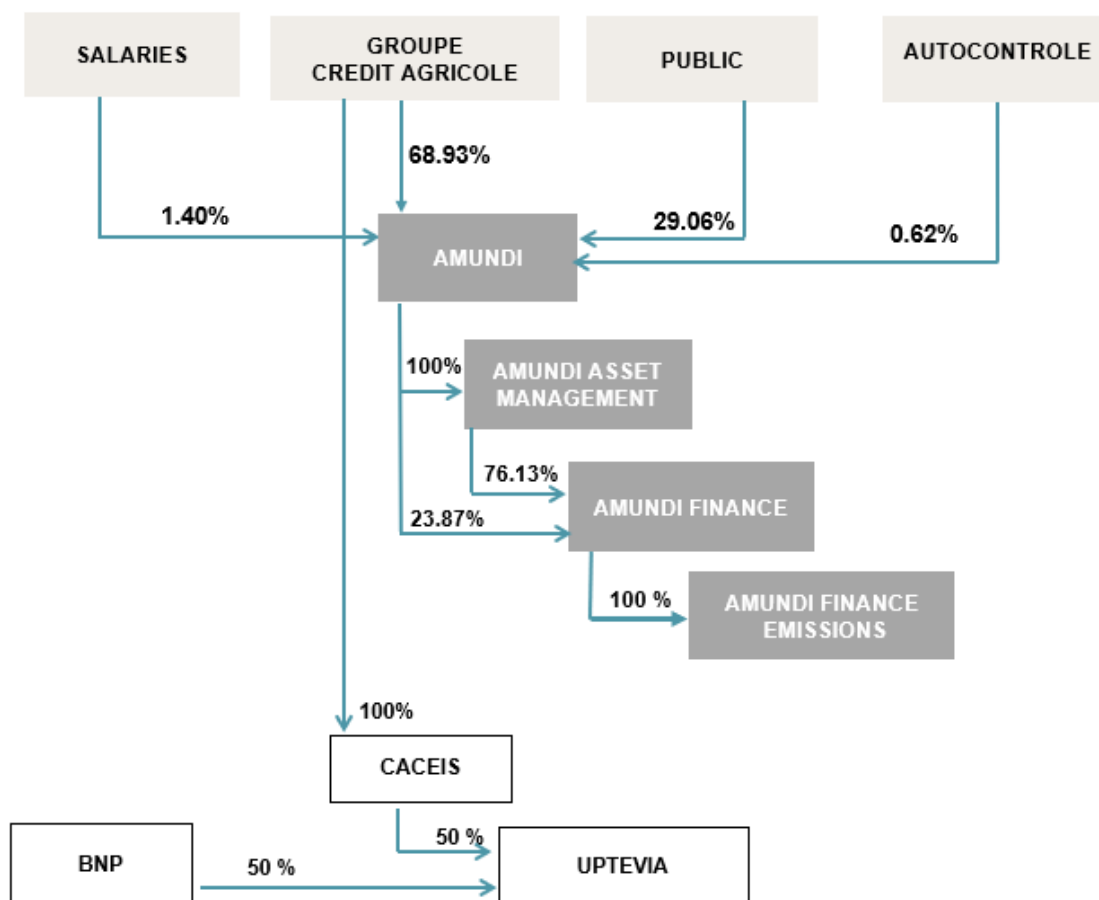 SALARIES
GROUPE
CREDIT AGRICOLE
PUBLIC
AUTOCONTROLE
68.93%
1.40%
29.06%
0.62%
AMUNDI
100%
AMUNDI ASSET
MANAGEMENT
76.13%
23.87%
AMUNDI FINANCE
100 %
AMUNDI FINANCE
EMISSIONS
100%
CACEIS
50 %
BNP
50 %
UPTEVIA